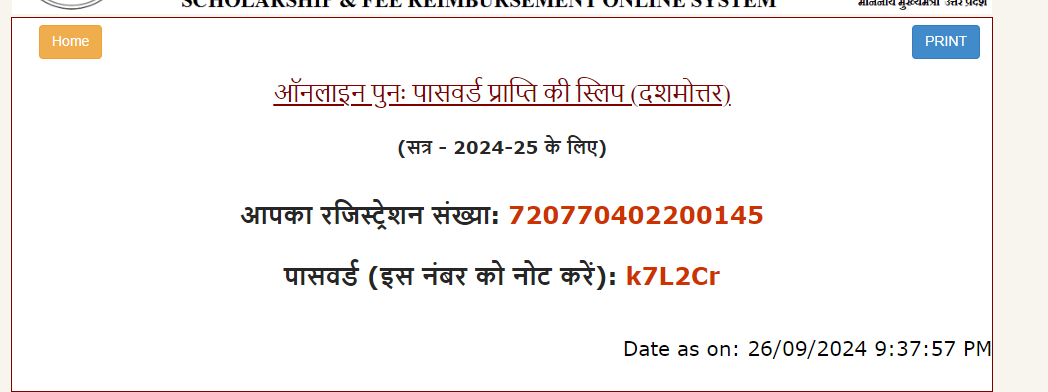 SCHOLARSHIP & FEE REIMBURSEMENT ONLINE SYSTEM
माननीय मुख्यमंत्री उत्तर प्रदेश
Home
PRINT
ऑनलाइन पुनः पासवर्ड प्राप्ति की स्लिप (दशमोत्तर)
(सत्र - 2024-25 के लिए)
आपका रजिस्ट्रेशन संख्या: 720770402200145
पासवर्ड (इस नंबर को नोट करें): k7L2Cr
Date as on: 26/09/2024 9:37:57 PM